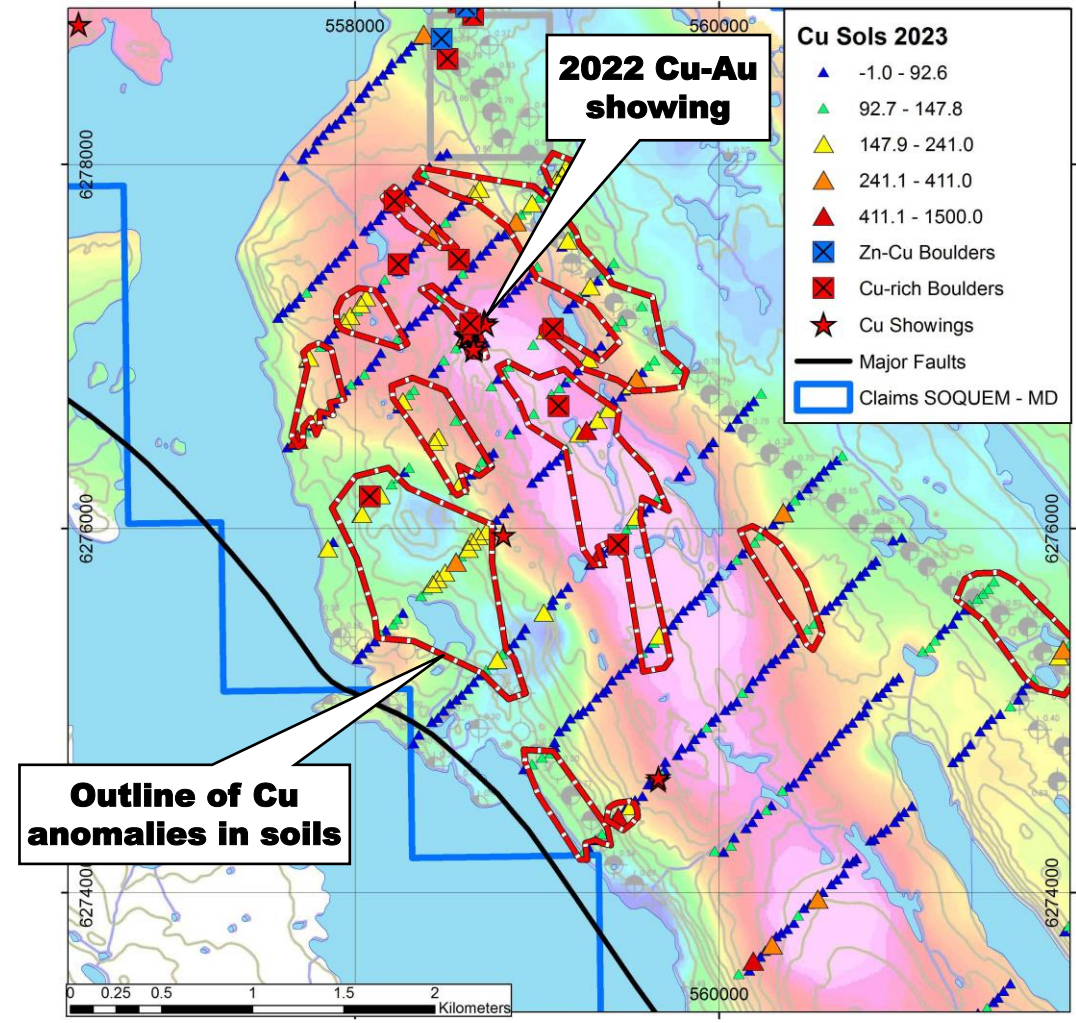 558000
560000
Cu Sols 2023
-1.0 - 92.6
92.7 - 147.8
147.9 - 241.0
241.1 - 411.0
411.1 - 1500.0
Zn-Cu Boulders
Cu-rich Boulders
Cu Showings
Major Faults
Claims SOQUEM - MD
2022 Cu-Au
showing
6278000
6276000
6276000
Outline of Cu
anomalies in soils
6274000
6274000
560000
0 0.25 0.5 1 1.5 2
Kilometers